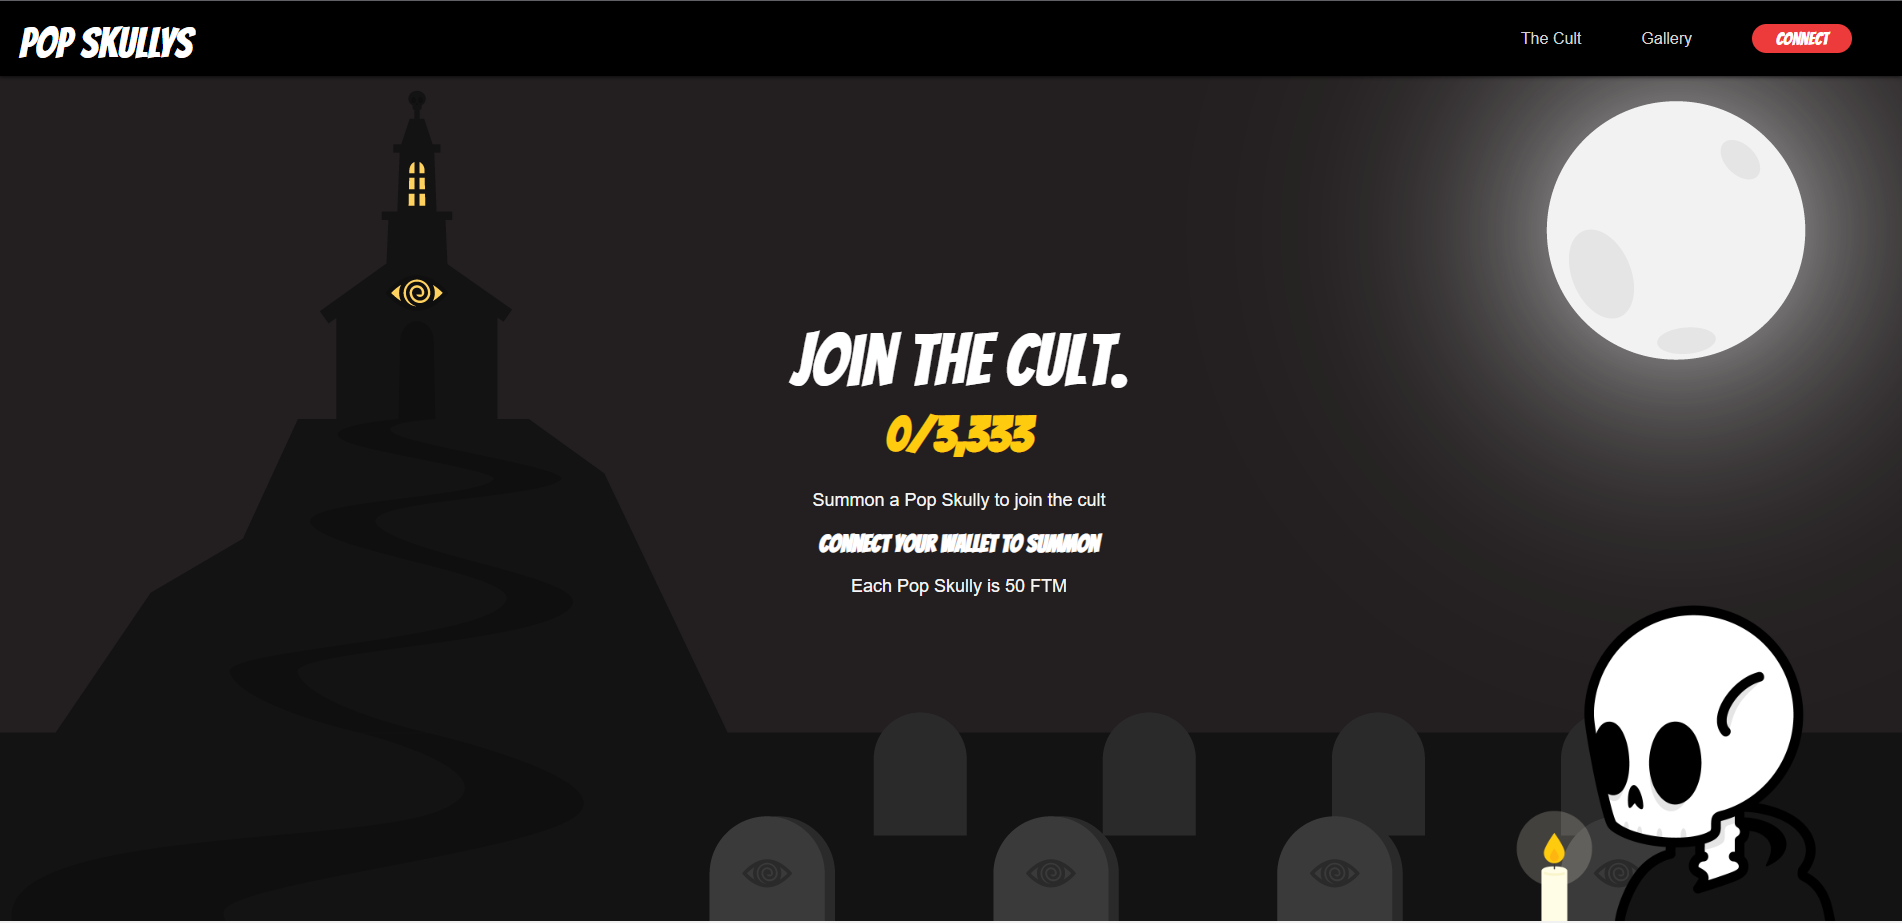 POP SKULLYS
The Cult
Gallery
CONNECT
JOIN THE CULT.
0/3,333
Summon a Pop Skully to join the cult
CONNECT YOUR WALLET TO SUMMON
Each Pop Skully is 50 FTM